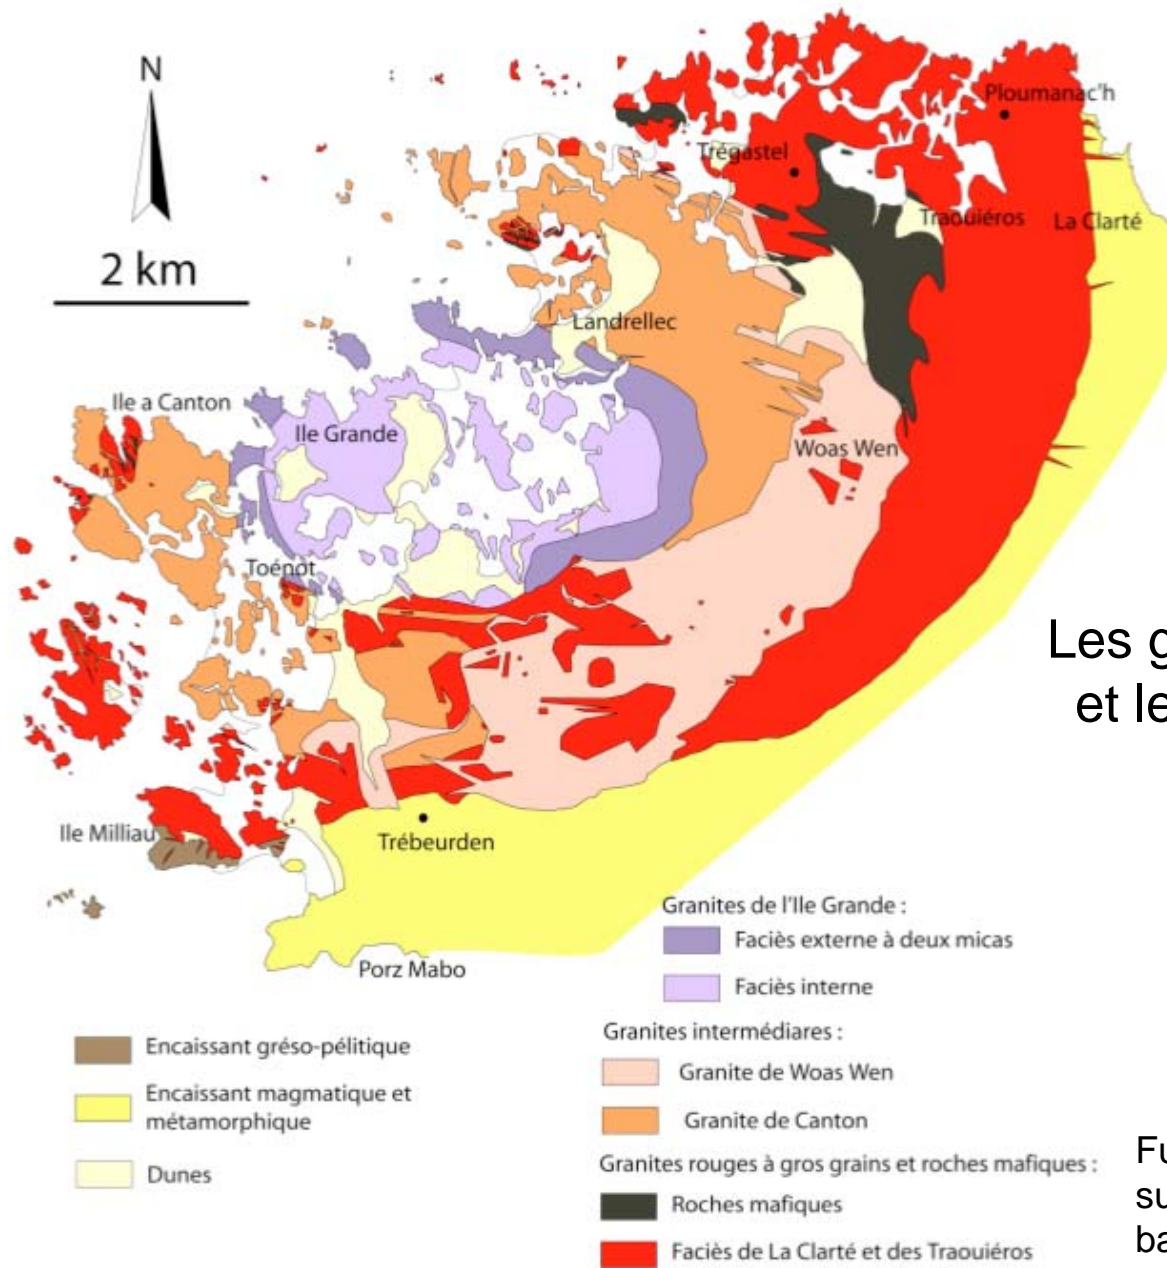 N
2 km
Ploumanac'h
Trégastel
Traouiéros
La Clarté
Landrellec
Ile a Canton
Ile Grande
Woas Wen
Toénot
Les g
et le
Ile Milliau
Trébeurden
Porz Mabo
Granites de l'Ile Grande :
Faciès externe à deux micas
Faciès interne
Granites intermédiares :
Granite de Woas Wen
Granite de Canton
Granites rouges à gros grains et roches mafiques :
Roches mafiques
Faciès de La Clarté et des Traouiéros
Encaissant gréso-pélitique
Encaissant magmatique et
métamorphique
Dunes
Fu
su
ba